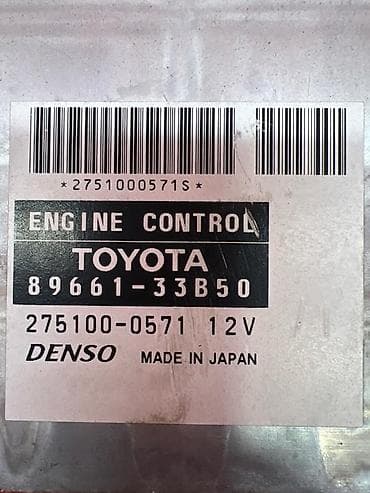 *2751000571S*
ENGINE CONTROL
TOYOTA
89661-33B50
275100-0571 12V
DENSO MADE IN JAPAN